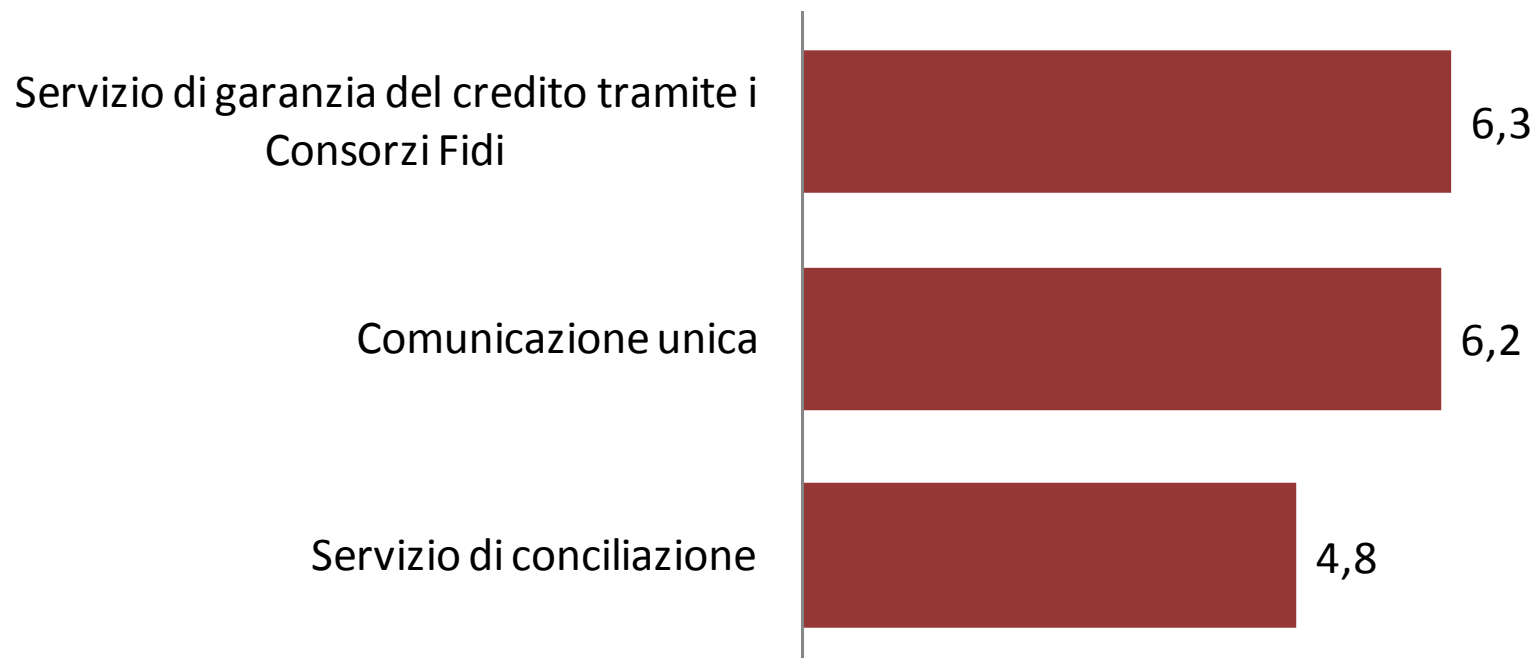 Servizio di garanzia del credito tramite i
Consorzi Fidi
6,3
Comunicazione unica
6,2
Servizio di conciliazione
4,8